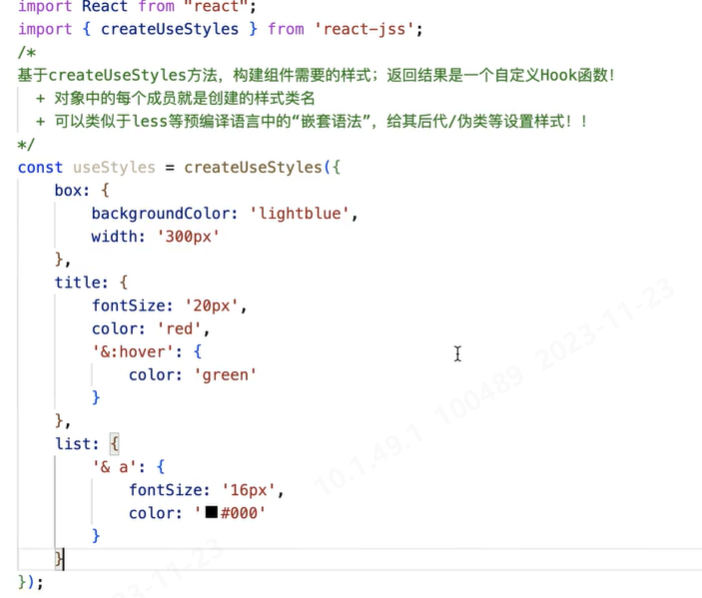 import React from "react";
import { createUseStyles } from 'react-jss';
/*
基于createUseStyles方法，构建组件需要的样式；返回结果是一个自定义Hook函数！
  + 对象中的每个成员就是创建的样式类名
  + 可以类似于less等预编译语言中的“嵌套语法”，给其后代/伪类等设置样式！！
*/
const useStyles = createUseStyles({
    box: {
        backgroundColor: 'lightblue',
        width: '300px'
    },
    title: {
        fontSize: '20px',
        color: 'red',
        '&:hover': {
            color: 'green'
        }
    },
    list: {
        '& a': {
            fontSize: '16px',
            color: '#000'
        }
    }
});
10.1.49.1 100489 2023-11-23
23-11-23